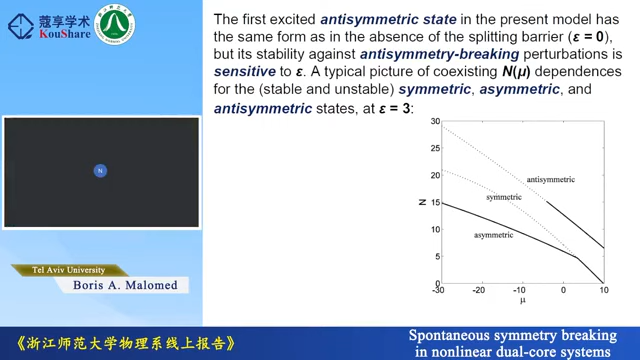 蔻享学术
KouShare
The first excited antisymmetric state in the present model has
the same form as in the absence of the splitting barrier (ε = 0),
but its stability against antisymmetry-breaking perturbations is
sensitive to ε. A typical picture of coexisting N(μ) dependences
for the (stable and unstable) symmetric, asymmetric, and
antisymmetric states, at ε = 3:
N
30
25
20
15
10
5
0
N
antisymmetric
symmetric
asymmetric
-30
-20
-10
0
10
μ
Tel Aviv University
Boris A. Malomed
《浙江师范大学物理系线上报告》
Spontaneous symmetry breaking
in nonlinear dual-core systems